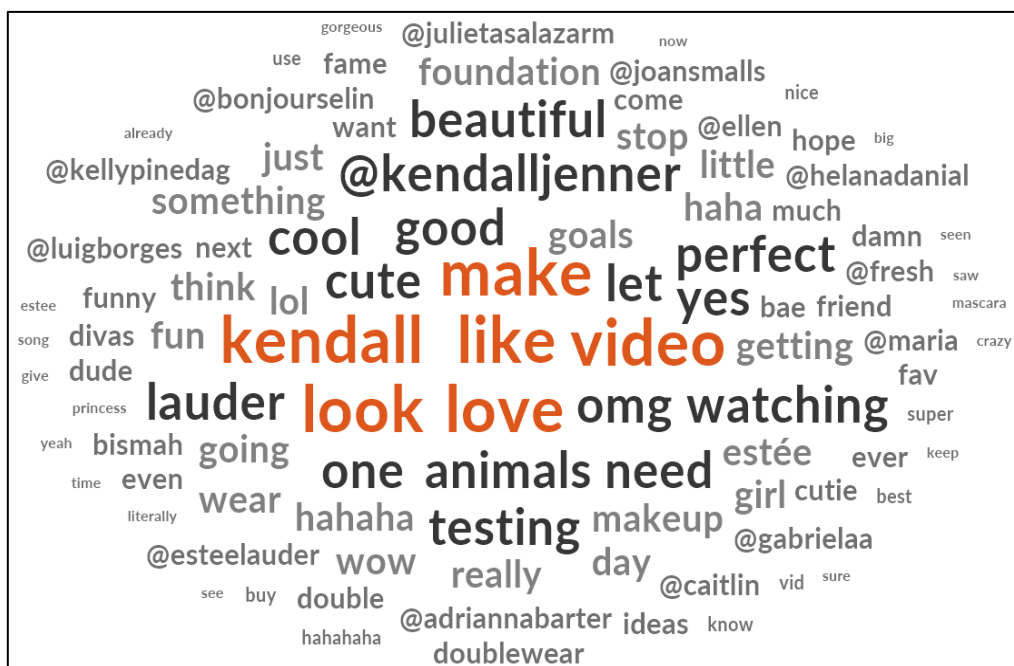 gorgeous @julietasalazarm now
use fame foundation @joansmalls
@bonjourselin come nice
want beautiful stop @ellen
already just hope big
@kellypinedag @kendalljenner little @helanadanial
something haha much
@luigborges next cool good goals perfect damn seen
estee funny think lol cute make let yes bae friend @fresh saw mascara
song divas fun kendall like video getting @maria crazy
give dude fav
princess lauder look love omg watching super
yeah bismah going one animals need estée ever keep
time even wear girl cutie best
literally hahaha testing makeup @gabrielaa
@esteelauder wow really day @caitlin vid sure
see buy double
hahahaha @adriannabarter ideas know
doublewear